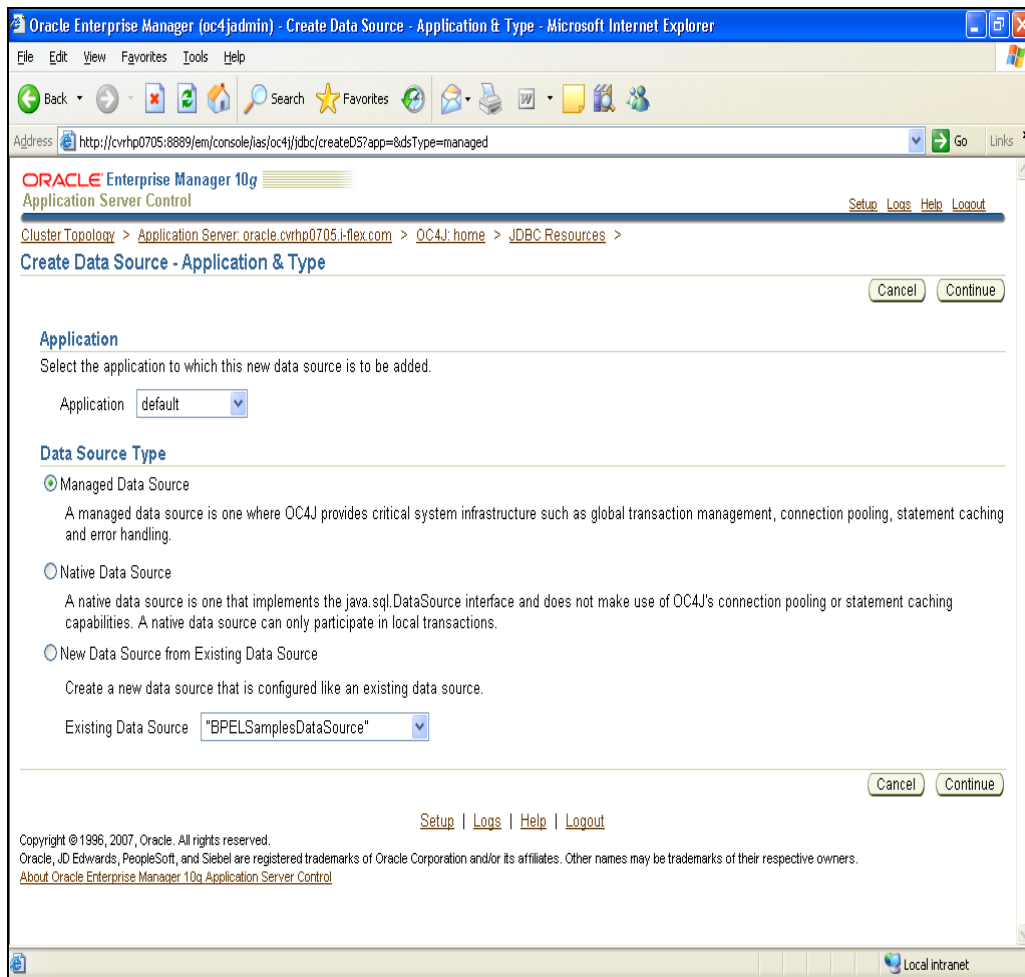 Oracle Enterprise Manager (oc4jadmin) - Create Data Source - Application & Type - Microsoft Internet Explorer
File Edit View Favorites Tools Help
Back Search Favorites
Address http://cvrhp0705:8889/em/console/ias/oc4j/jdbc/createDS?app=&dsType=managed Go Links
ORACLE Enterprise Manager 10g
Application Server Control
Setup Logs Help Logout
Cluster Topology > Application Server: oracle.cvrhp0705.i-flex.com > OC4J: home > JDBC Resources >
Create Data Source - Application & Type
Cancel Continue
Application
Select the application to which this new data source is to be added.
Application default
Data Source Type
Managed Data Source
A managed data source is one where OC4J provides critical system infrastructure such as global transaction management, connection pooling, statement caching
and error handling.
Native Data Source
A native data source is one that implements the java.sql.DataSource interface and does not make use of OC4J's connection pooling or statement caching
capabilities. A native data source can only participate in local transactions.
New Data Source from Existing Data Source
Create a new data source that is configured like an existing data source.
Existing Data Source "BPELSamplesDataSource"
Cancel Continue
Setup | Logs | Help | Logout
Copyright © 1996, 2007, Oracle. All rights reserved.
Oracle, JD Edwards, PeopleSoft, and Siebel are registered trademarks of Oracle Corporation and/or its affiliates. Other names may be trademarks of their respective owners.
About Oracle Enterprise Manager 10g Application Server Control
Local intranet